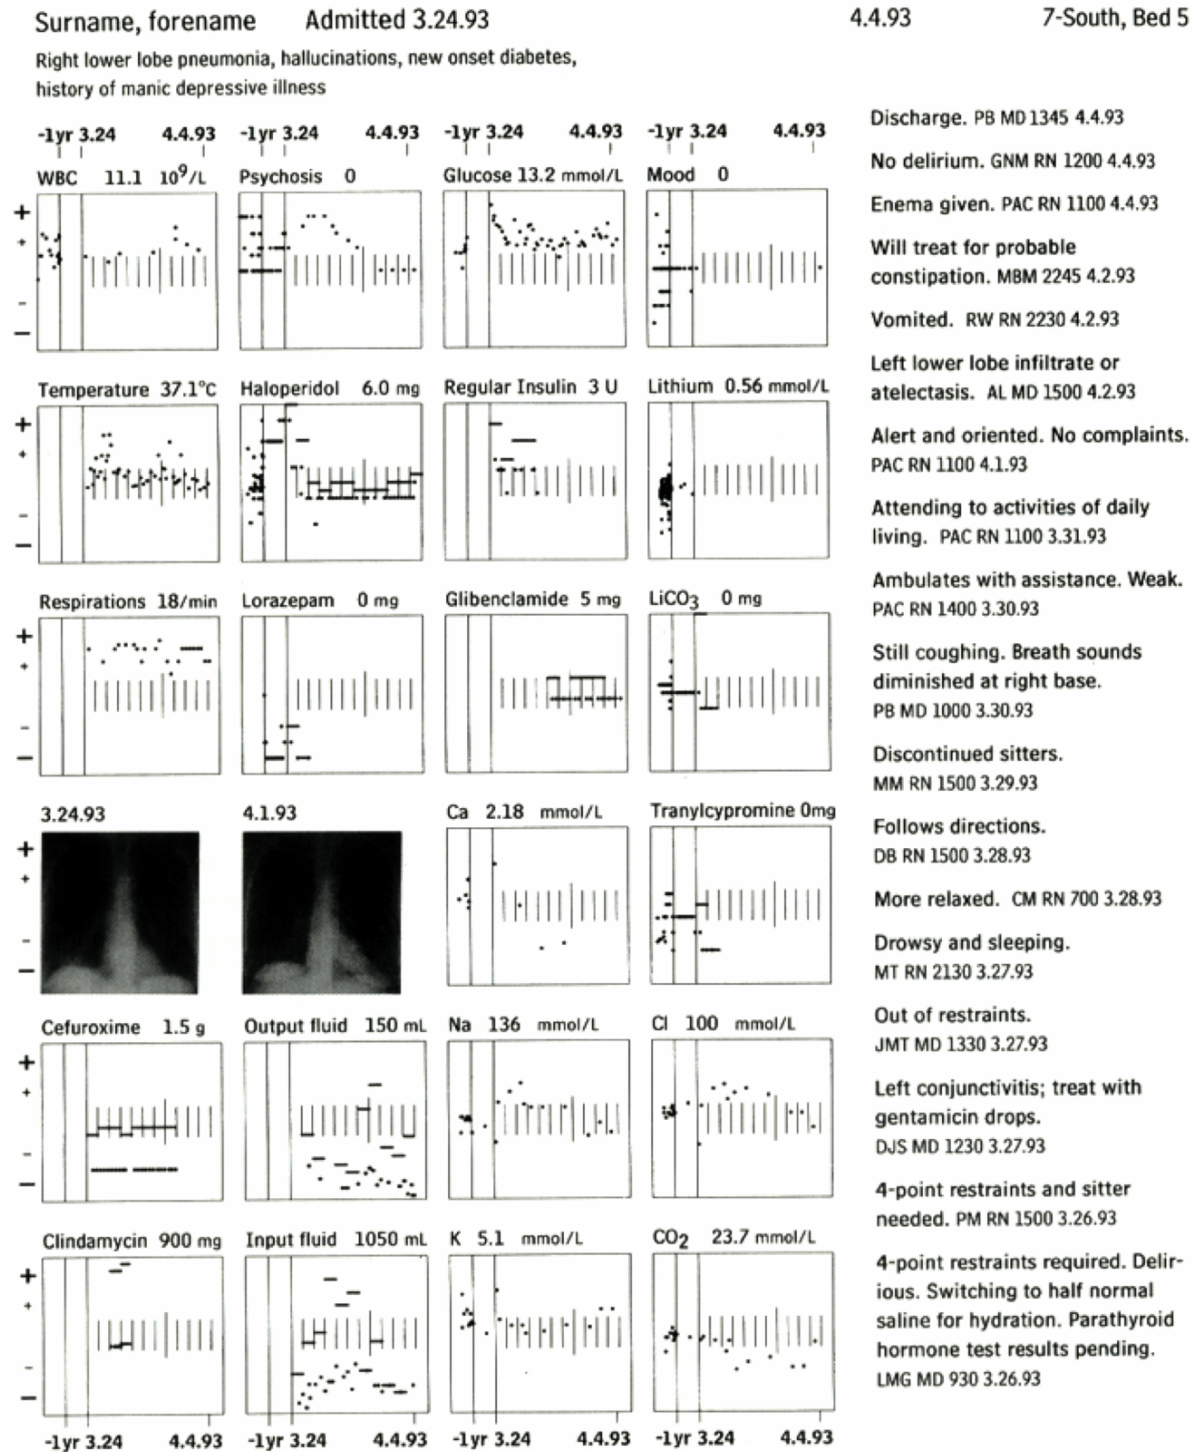 Surname, forename Admitted 3.24.93 4.4.93 7-South, Bed 5
Right lower lobe pneumonia, hallucinations, new onset diabetes,
history of manic depressive illness
-1yr 3.24 4.4.93 -1yr 3.24 4.4.93 -1yr 3.24 4.4.93 -1yr 3.24 4.4.93
WBC 11.1 10⁹/L Psychosis 0 Glucose 13.2 mmol/L Mood 0
+
+
-
—
Temperature 37.1°C Haloperidol 6.0 mg Regular Insulin 3 U Lithium 0.56 mmol/L
+
+
-
—
Respirations 18/min Lorazepam 0 mg Glibenclamide 5 mg LiCO₃ 0 mg
+
+
-
—
3.24.93 4.1.93 Ca 2.18 mmol/L Tranylcypromine 0mg
+
+
-
—
Cefuroxime 1.5 g Output fluid 150 mL Na 136 mmol/L Cl 100 mmol/L
+
+
-
—
Clindamycin 900 mg Input fluid 1050 mL K 5.1 mmol/L CO₂ 23.7 mmol/L
+
+
-
—
-1yr 3.24 4.4.93 -1yr 3.24 4.4.93 -1yr 3.24 4.4.93 -1yr 3.24 4.4.93
Discharge. PB MD 1345 4.4.93
No delirium. GNM RN 1200 4.4.93
Enema given. PAC RN 1100 4.4.93
Will treat for probable
constipation. MBM 2245 4.2.93
Vomited. RW RN 2230 4.2.93
Left lower lobe infiltrate or
atelectasis. AL MD 1500 4.2.93
Alert and oriented. No complaints.
PAC RN 1100 4.1.93
Attending to activities of daily
living. PAC RN 1100 3.31.93
Ambulates with assistance. Weak.
PAC RN 1400 3.30.93
Still coughing. Breath sounds
diminished at right base.
PB MD 1000 3.30.93
Discontinued sitters.
MM RN 1500 3.29.93
Follows directions.
DB RN 1500 3.28.93
More relaxed. CM RN 700 3.28.93
Drowsy and sleeping.
MT RN 2130 3.27.93
Out of restraints.
JMT MD 1330 3.27.93
Left conjunctivitis; treat with
gentamicin drops.
DJS MD 1230 3.27.93
4-point restraints and sitter
needed. PM RN 1500 3.26.93
4-point restraints required. Delir-
ious. Switching to half normal
saline for hydration. Parathyroid
hormone test results pending.
LMG MD 930 3.26.93